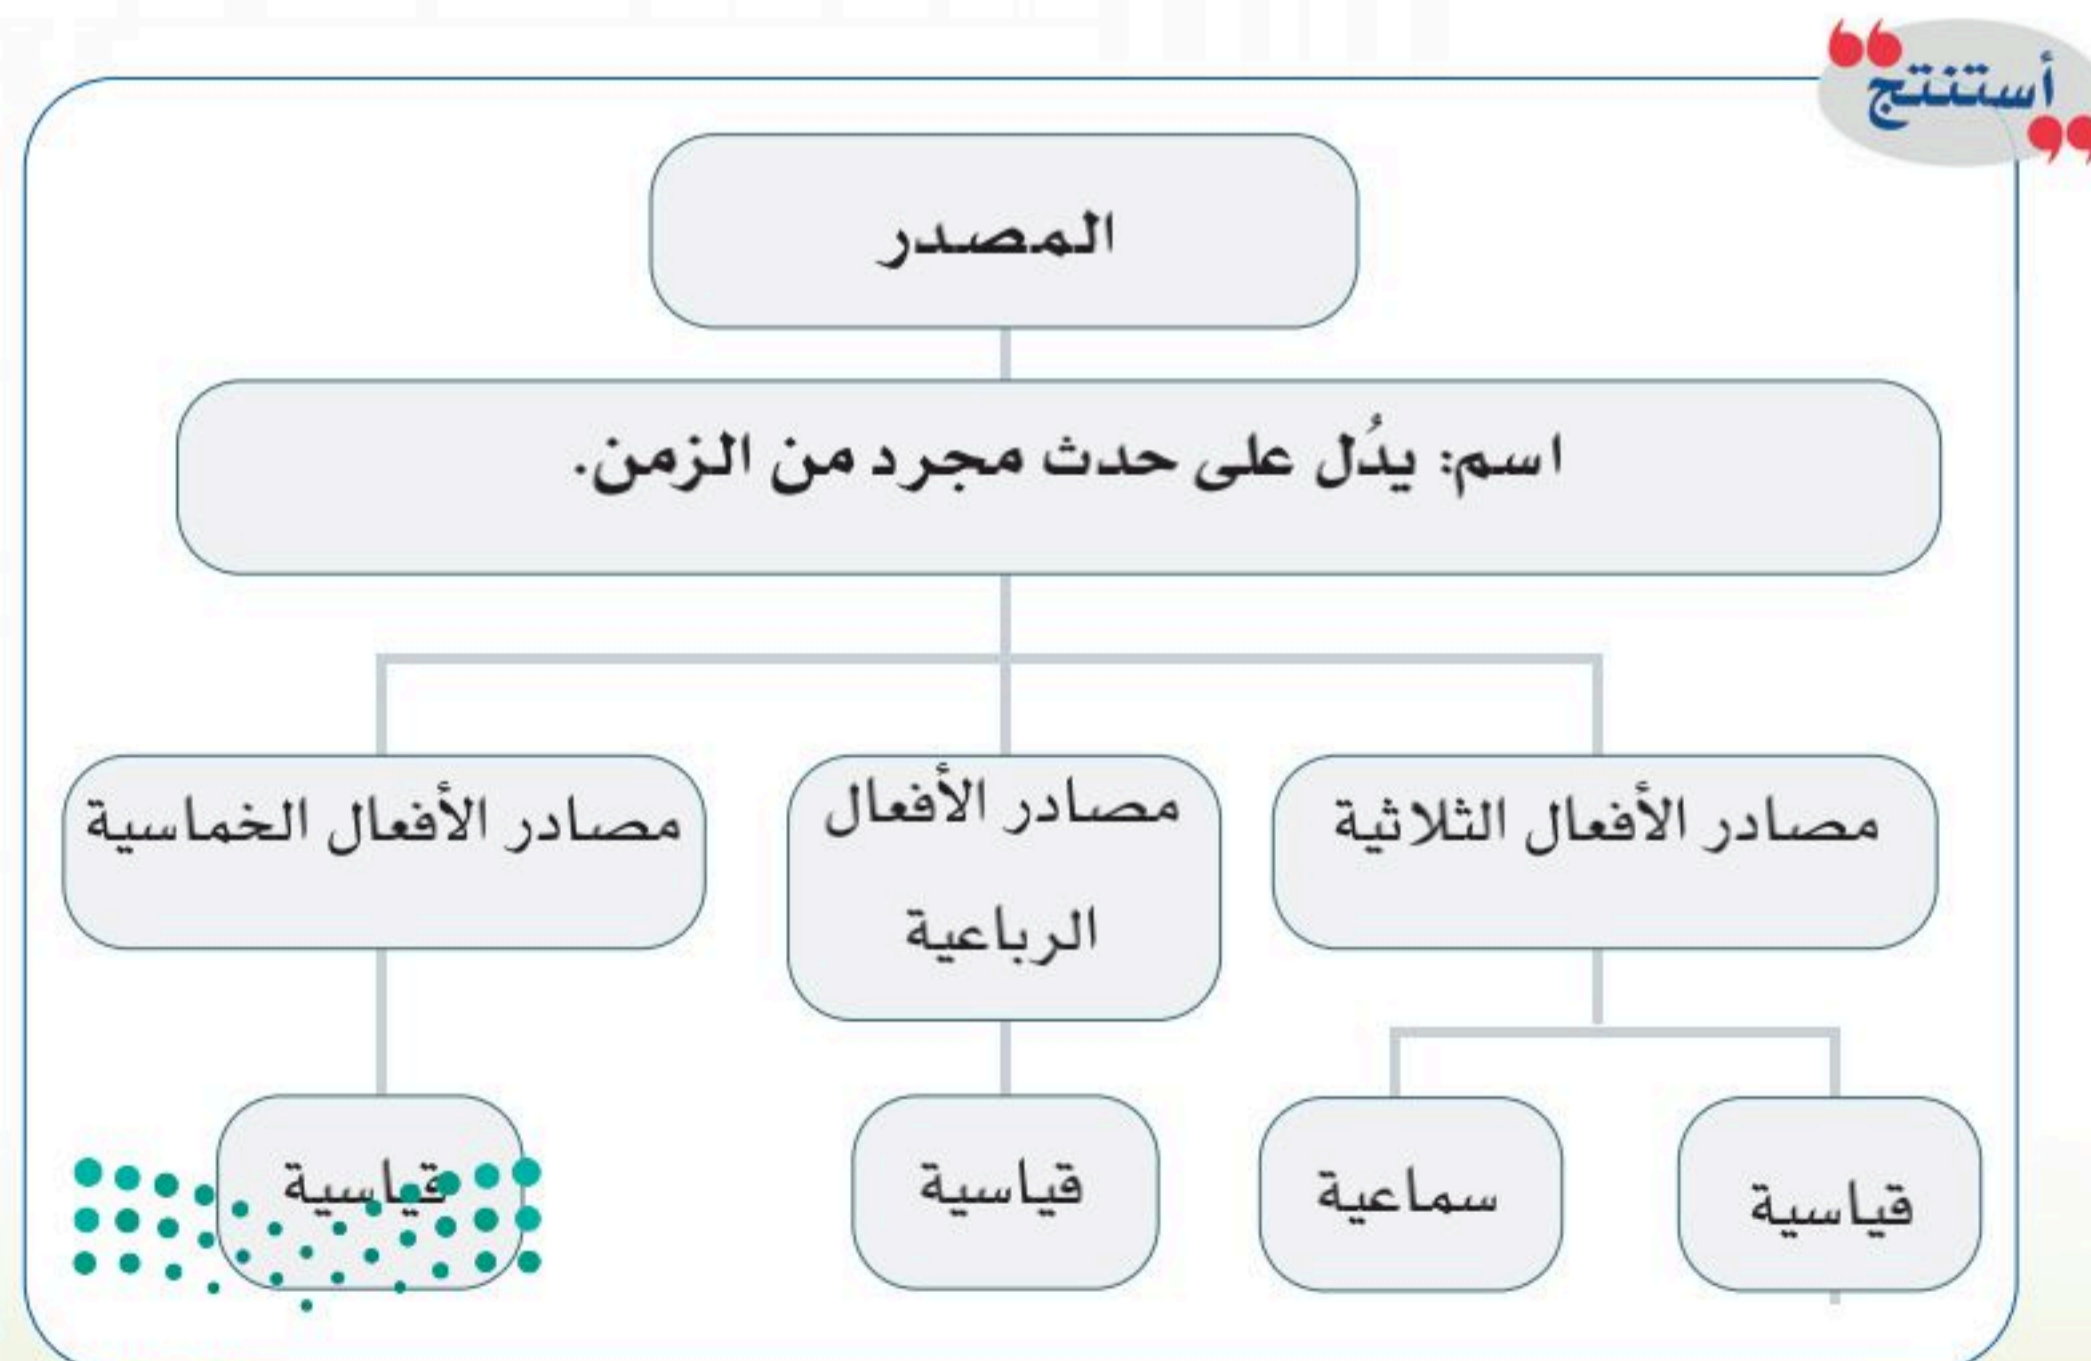 أستنتج
المصدر
اسم: يدُل على حدث مجرد من الزمن.
مصادر الأفعال الثلاثية
مصادر الأفعال
الرباعية
مصادر الأفعال الخماسية
قياسية
سماعية
قياسية
قياسية